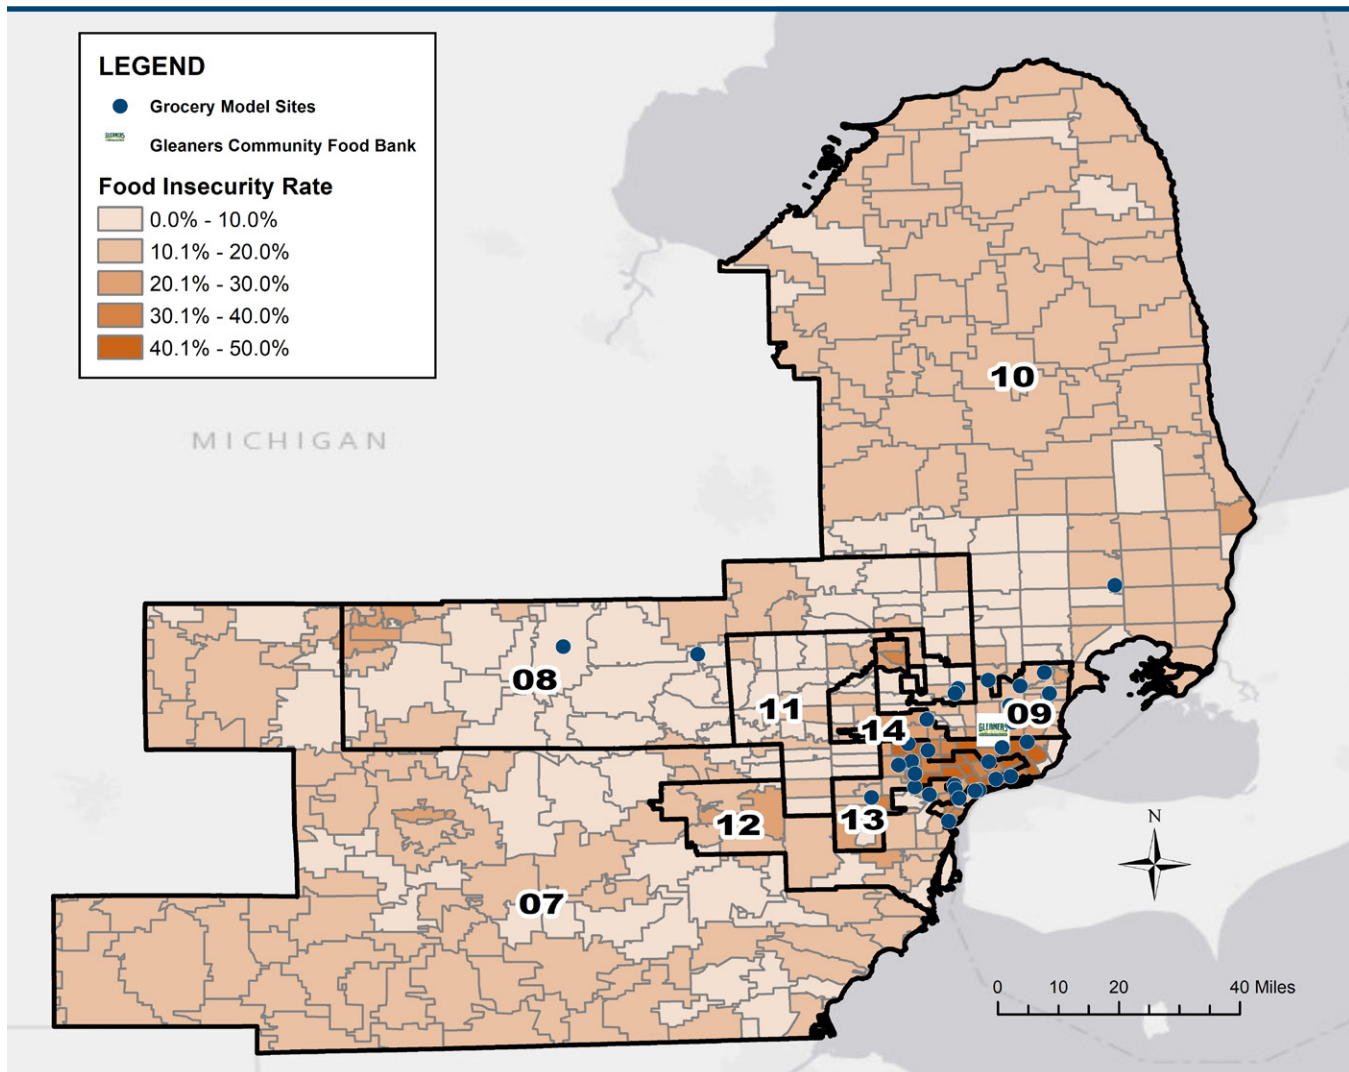 LEGEND
Grocery Model Sites
GLEANERS
Gleaners Community Food Bank
Food Insecurity Rate
0.0% - 10.0%
10.1% - 20.0%
20.1% - 30.0%
30.1% - 40.0%
40.1% - 50.0%
MICHIGAN
10
08
11
09
14
GLEANERS
12
13
07
N
0 10 20 40 Miles